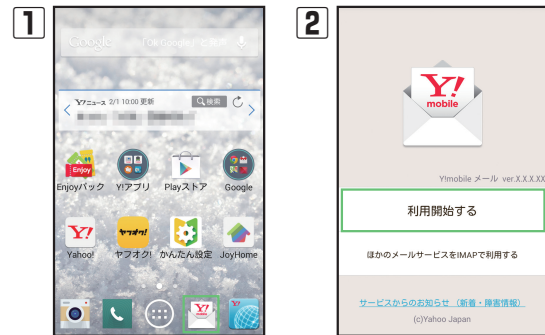 1
Google
「OK Google」と発声
Y!ニュース 2/1 10:00 更新
検索
Enjoy
Enjoyパック
Y!アプリ
Playストア
Google
Y!
ヤフオク!
Yahoo!
ヤフオク!
かんたん設定
JoyHome
Y!
Y!
2
Y!
mobile
Y!mobile メール ver.X.X.XX
利用開始する
ほかのメールサービスをIMAPで利用する
サービスからのお知らせ（新着・障害情報）
(c)Yahoo Japan